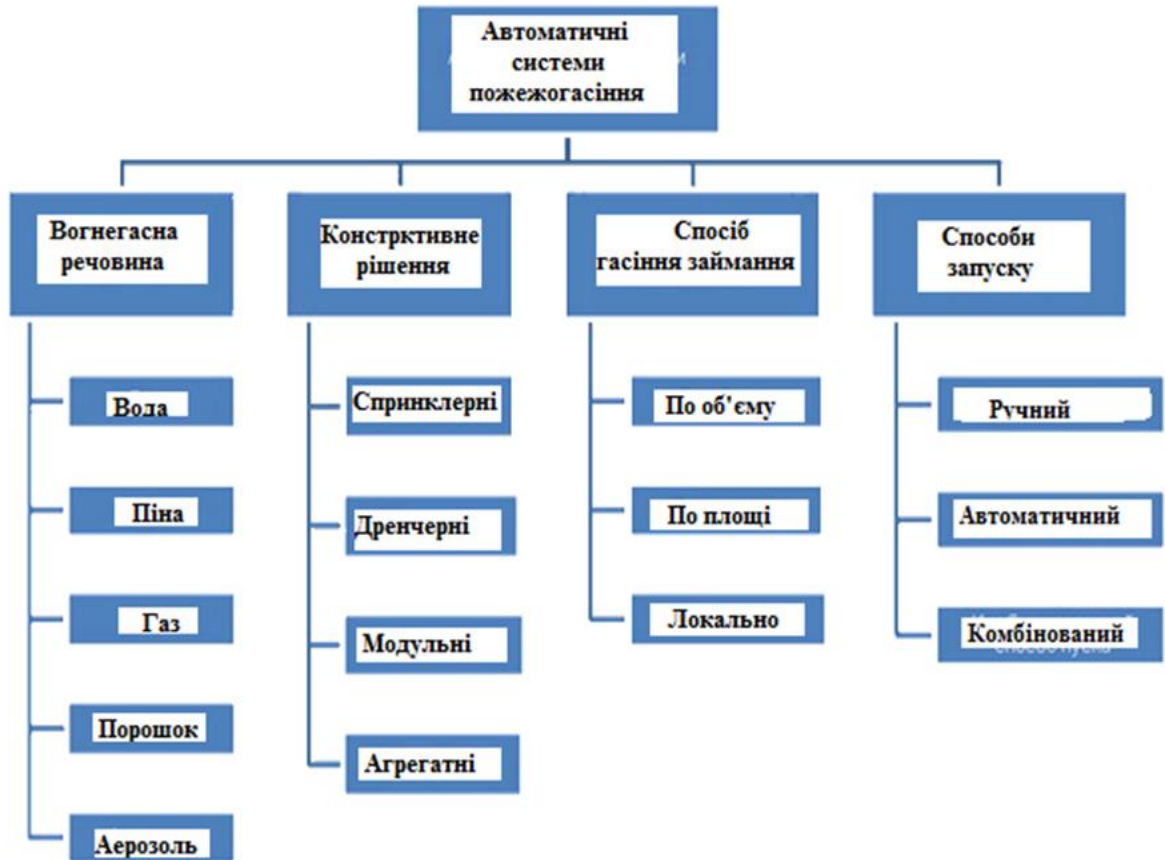 Автоматичні
системи
пожежогасіння
Вогнегасна
речовина
Констрктивне
рішення
Спосіб
гасіння займання
Способи
запуску
Вода
Піна
Газ
Порошок
Аерозоль
Спринклерні
Дренчерні
Модульні
Агрегатні
По об'єму
По площі
Локально
Ручний
Автоматичний
Комбінований